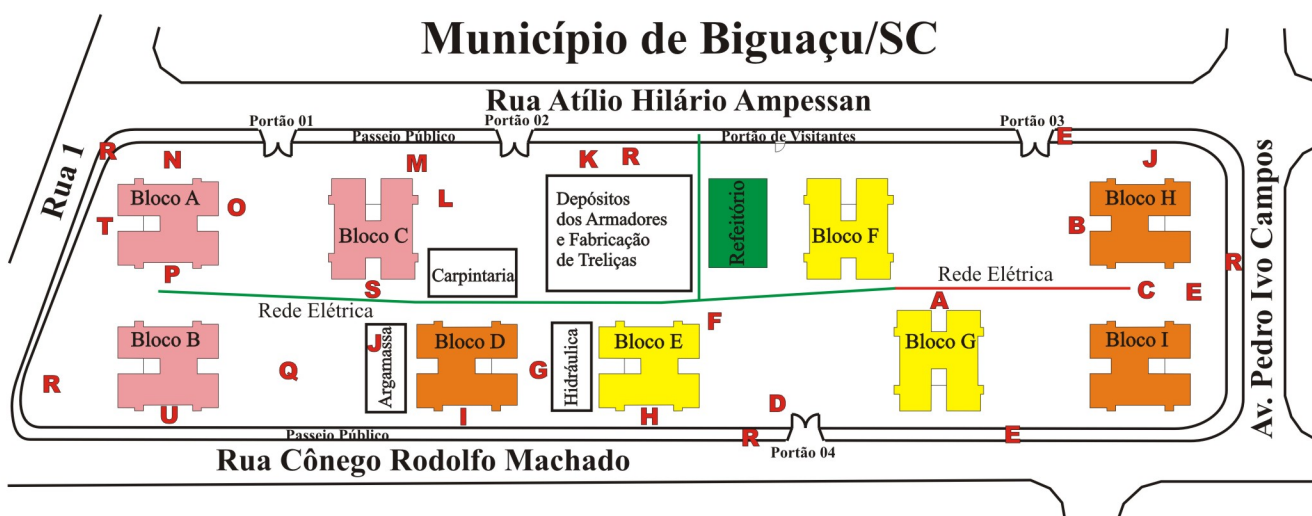 Município de Biguaçu/SC
Rua Atílio Hilário Ampessan
Portão 01
Passeio Público
Portão 02
Portão de Visitantes
Portão 03
E
Rua 1
R
N
M
K
R
J
Bloco A
O
T
P
Bloco C
L
S
Carpintaria
Depósitos
dos Armadores
e Fabricação
de Treliças
Refeitório
Bloco F
Bloco H
B
R
Av. Pedro Ivo Campos
Rede Elétrica
Rede Elétrica
A
C
E
Bloco B
R
U
Q
J
Argamassa
Bloco D
I
G
Hidráulica
Bloco E
H
F
D
Bloco G
Bloco I
Passeio Público
R
E
Portão 04
Rua Cônego Rodolfo Machado